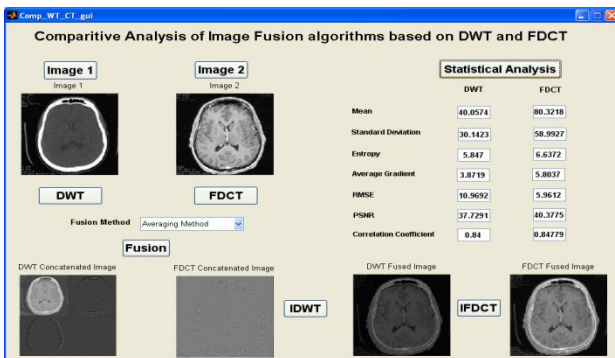 Comp_WT_CT_gui
Comparitive Analysis of Image Fusion algorithms based on DWT and FDCT
Image 1
Image 2
Image 1
Image 2
DWT
FDCT
Fusion Method
Averaging Method
Fusion
Statistical Analysis
DWT FDCT
Mean 40.0574 80.3218
Standard Deviation 30.1423 58.9927
Entropy 5.847 6.6372
Average Gradient 3.8719 5.8037
RMSE 10.9692 5.9612
PSNR 37.7291 40.3775
Correlation Coefficient 0.84 0.84779
DWT Concatenated Image
FDCT Concatenated Image
IDWT
DWT Fused Image
IFDCT
FDCT Fused Image